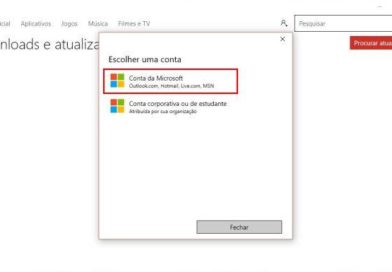 Aplicativos Jogos Música Filmes e TV Pesquisar
nloads e atualiza
Procurar atua
Escolher uma conta
Conta da Microsoft
Outlook.com, Hotmail, Live.com, MSN
Conta corporativa ou de estudante
Atribuída por sua organização
Fechar